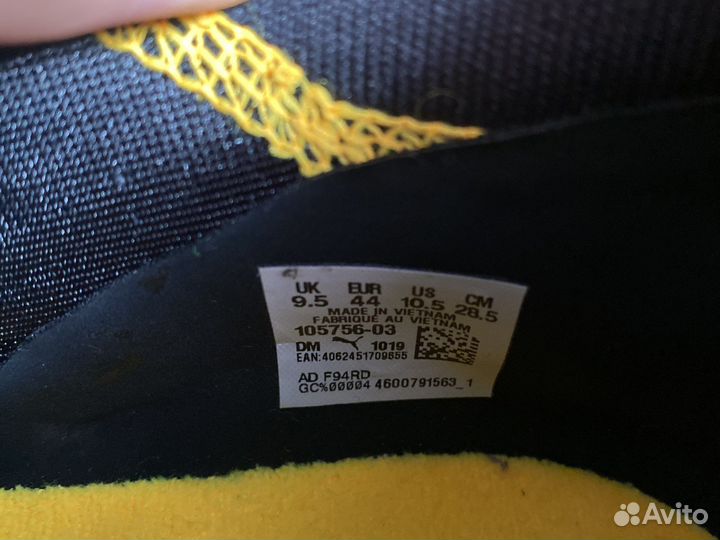 UK EUR US CM
9.5 44 10.5 28.5
MADE IN VIETNAM
FABRIQUE AU VIETNAM
105756-03
DM 1019
EAN:4062451709655
AD F94RD
GC%00004 4600791563_1
Avito